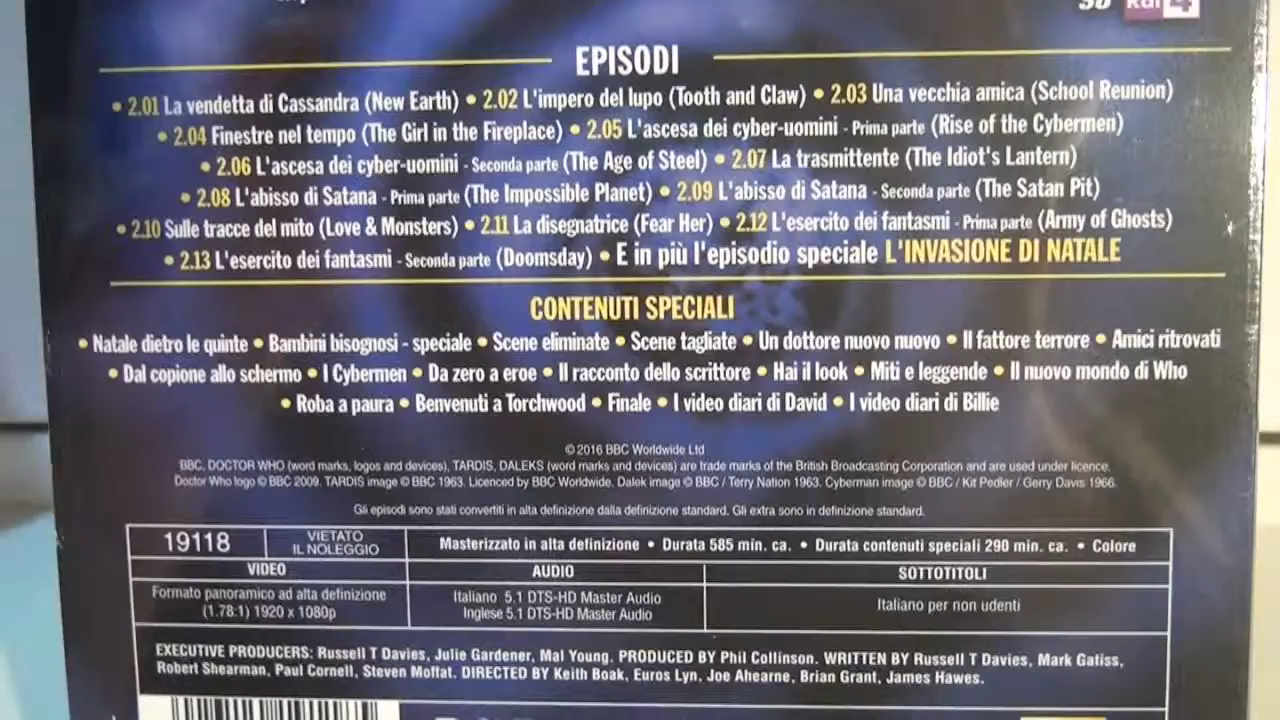 30 Rai 4
EPISODI
• 2.01 La vendetta di Cassandra (New Earth) • 2.02 L'impero del lupo (Tooth and Claw) • 2.03 Una vecchia amica (School Reunion)
• 2.04 Finestre nel tempo (The Girl in the Fireplace) • 2.05 L'ascesa dei cyber-uomini - Prima parte (Rise of the Cybermen)
• 2.06 L'ascesa dei cyber-uomini - Seconda parte (The Age of Steel) • 2.07 La trasmittente (The Idiot's Lantern)
• 2.08 L'abisso di Satana - Prima parte (The Impossible Planet) • 2.09 L'abisso di Satana - Seconda parte (The Satan Pit)
• 2.10 Sulle tracce del mito (Love & Monsters) • 2.11 La disegnatrice (Fear Her) • 2.12 L'esercito dei fantasmi - Prima parte (Army of Ghosts)
• 2.13 L'esercito dei fantasmi - Seconda parte (Doomsday) • E in più l'episodio speciale L'INVASIONE DI NATALE
CONTENUTI SPECIALI
• Natale dietro le quinte • Bambini bisognosi - speciale • Scene eliminate • Scene tagliate • Un dottore nuovo nuovo • Il fattore terrore • Amici ritrovati
• Dal copione allo schermo • I Cybermen • Da zero a eroe • Il racconto dello scrittore • Hai il look • Miti e leggende • Il nuovo mondo di Who
• Roba a paura • Benvenuti a Torchwood • Finale • I video diari di David • I video diari di Billie
© 2016 BBC Worldwide Ltd
BBC, DOCTOR WHO (word marks, logos and devices), TARDIS, DALEKS (word marks and devices) are trade marks of the British Broadcasting Corporation and are used under licence.
Doctor Who logo © BBC 2009. TARDIS image © BBC 1963. Licenced by BBC Worldwide. Dalek image © BBC / Terry Nation 1963. Cyberman image © BBC / Kit Pedler / Gerry Davis 1966.
Gli episodi sono stati convertiti in alta definizione dalla definizione standard. Gli extra sono in definizione standard.
19118 VIETATO IL NOLEGGIO Masterizzato in alta definizione • Durata 585 min. ca. • Durata contenuti speciali 290 min. ca. • Colore
VIDEO AUDIO SOTTOTITOLI
Formato panoramico ad alta definizione
(1.78:1) 1920 x 1080p
Italiano 5.1 DTS-HD Master Audio
Inglese 5.1 DTS-HD Master Audio
Italiano per non udenti
EXECUTIVE PRODUCERS: Russell T Davies, Julie Gardener, Mal Young. PRODUCED BY Phil Collinson. WRITTEN BY Russell T Davies, Mark Gatiss,
Robert Shearman, Paul Cornell, Steven Moffat. DIRECTED BY Keith Boak, Euros Lyn, Joe Ahearne, Brian Grant, James Hawes.